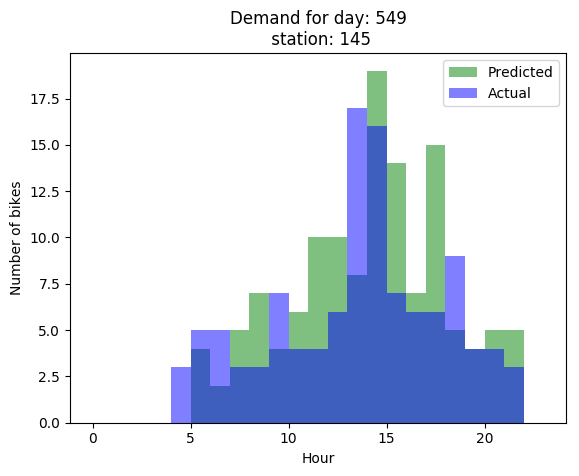 Demand for day: 549
station: 145
Predicted
Actual
Number of bikes
17.5
15.0
12.5
10.0
7.5
5.0
2.5
0.0
0 5 10 15 20
Hour